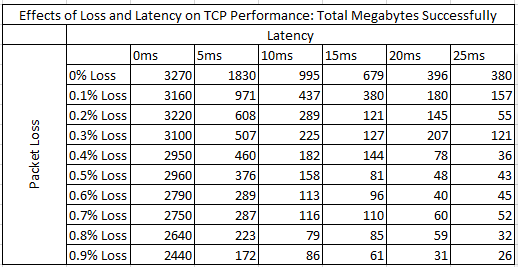 Effects of Loss and Latency on TCP Performance: Total Megabytes Successfully
Latency
0ms 5ms 10ms 15ms 20ms 25ms
Packet Loss
0% Loss 3270 1830 995 679 396 380
0.1% Loss 3160 971 437 380 180 157
0.2% Loss 3220 608 289 121 145 55
0.3% Loss 3100 507 225 127 207 121
0.4% Loss 2950 460 182 144 78 36
0.5% Loss 2960 376 158 81 48 43
0.6% Loss 2790 289 113 96 40 45
0.7% Loss 2750 287 116 110 60 52
0.8% Loss 2640 223 79 85 59 32
0.9% Loss 2440 172 86 61 31 26